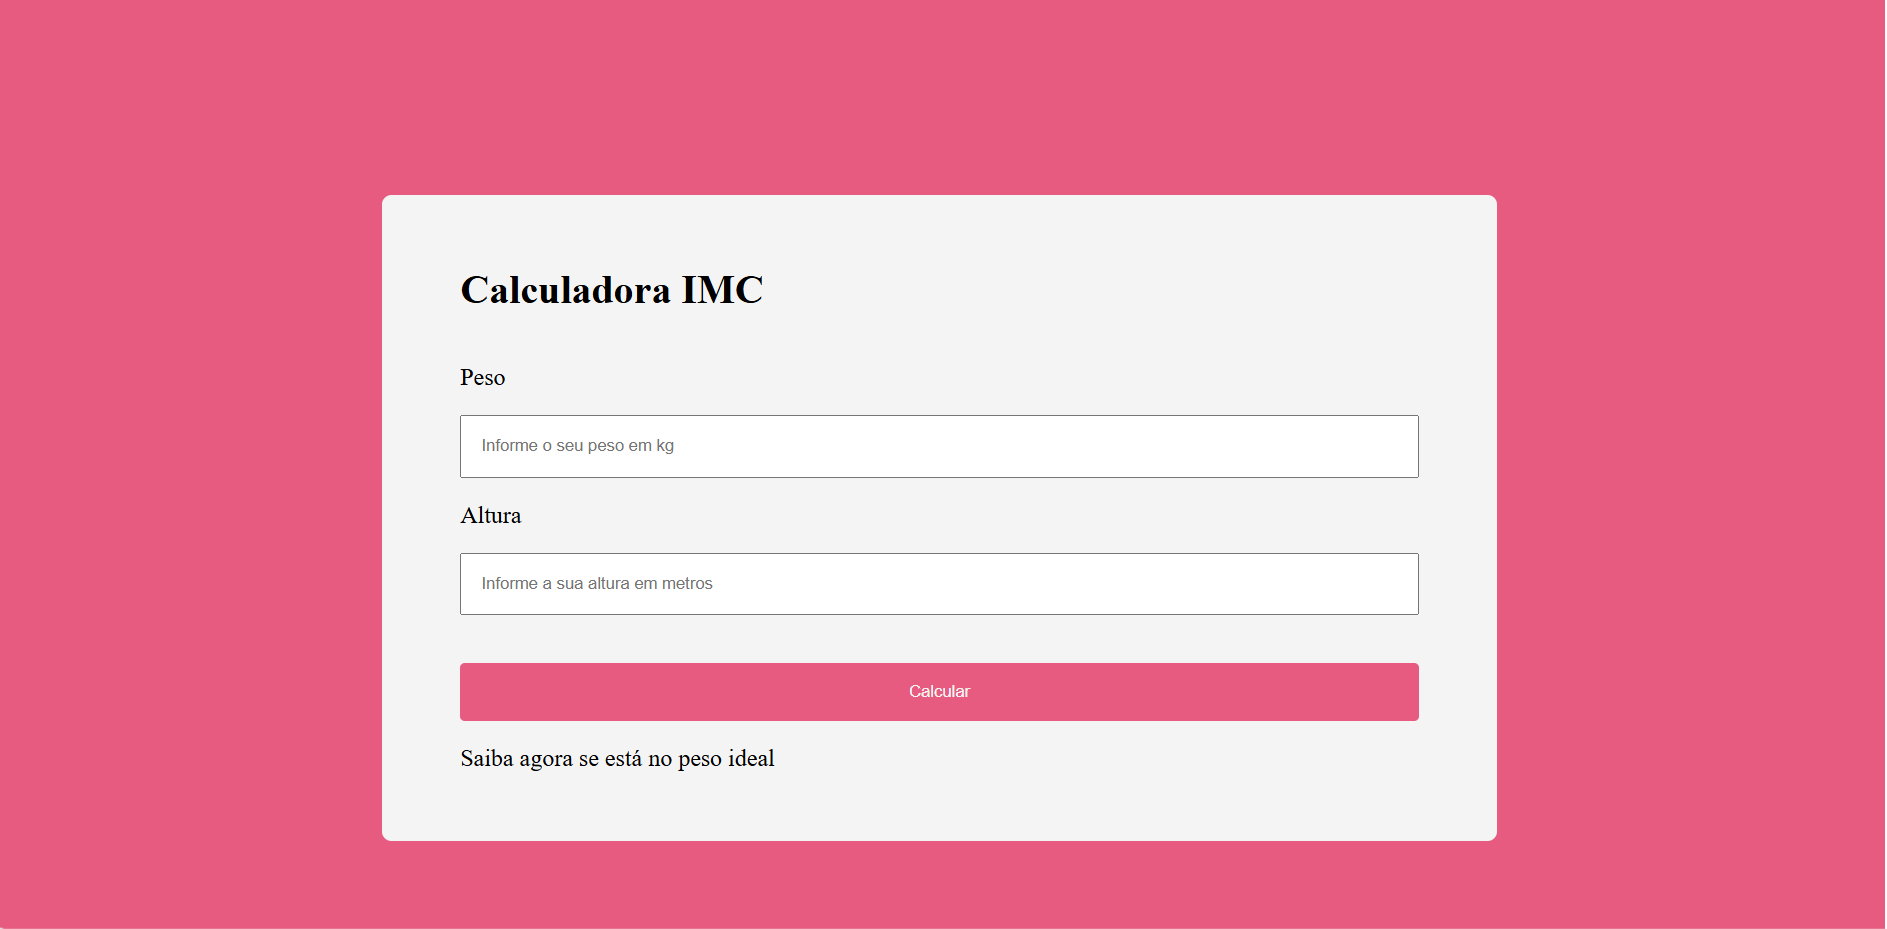 Calculadora IMC
Peso
Informe o seu peso em kg
Altura
Informe a sua altura em metros
Calcular
Saiba agora se está no peso ideal